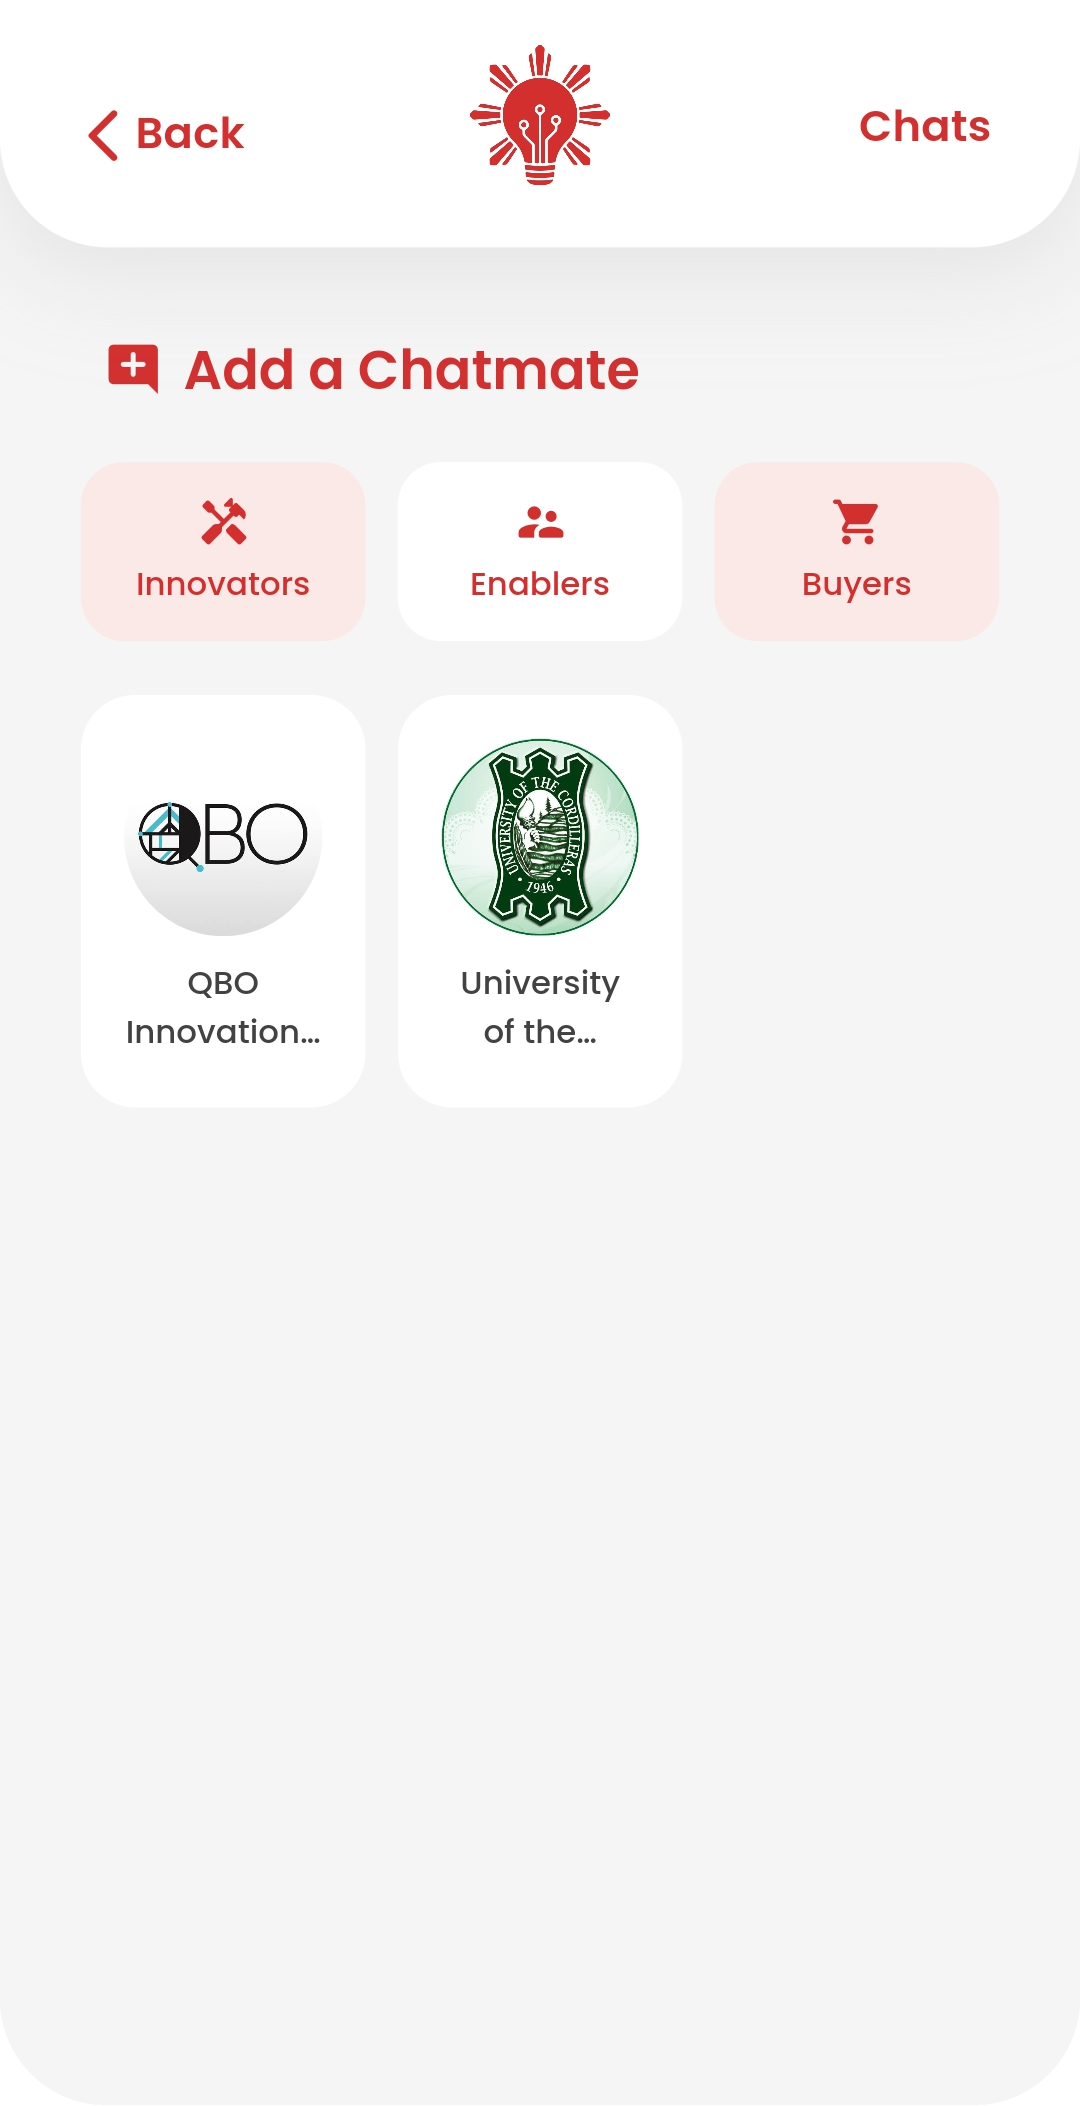 Back
Chats
Add a Chatmate
Innovators
Enablers
Buyers
QBO
UNIVERSITY OF THE CORDILLERAS
1946
QBO
Innovation...
University
of the...